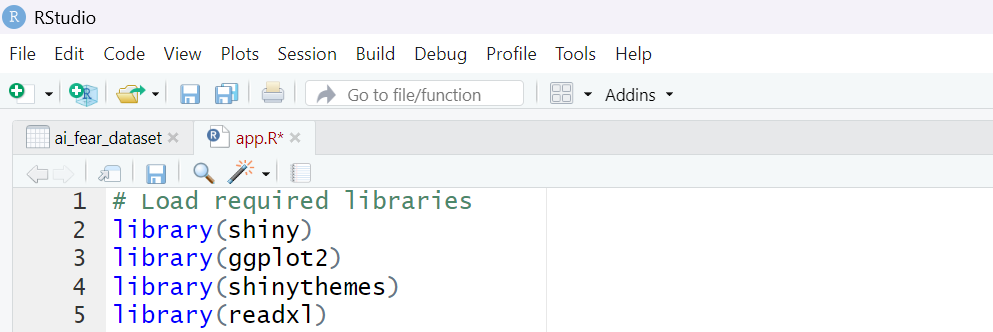 R RStudio
File Edit Code View Plots Session Build Debug Profile Tools Help
R Go to file/function Addins
ai_fear_dataset R app.R*
1 # Load required libraries
2 library(shiny)
3 library(ggplot2)
4 library(shinythemes)
5 library(readxl)